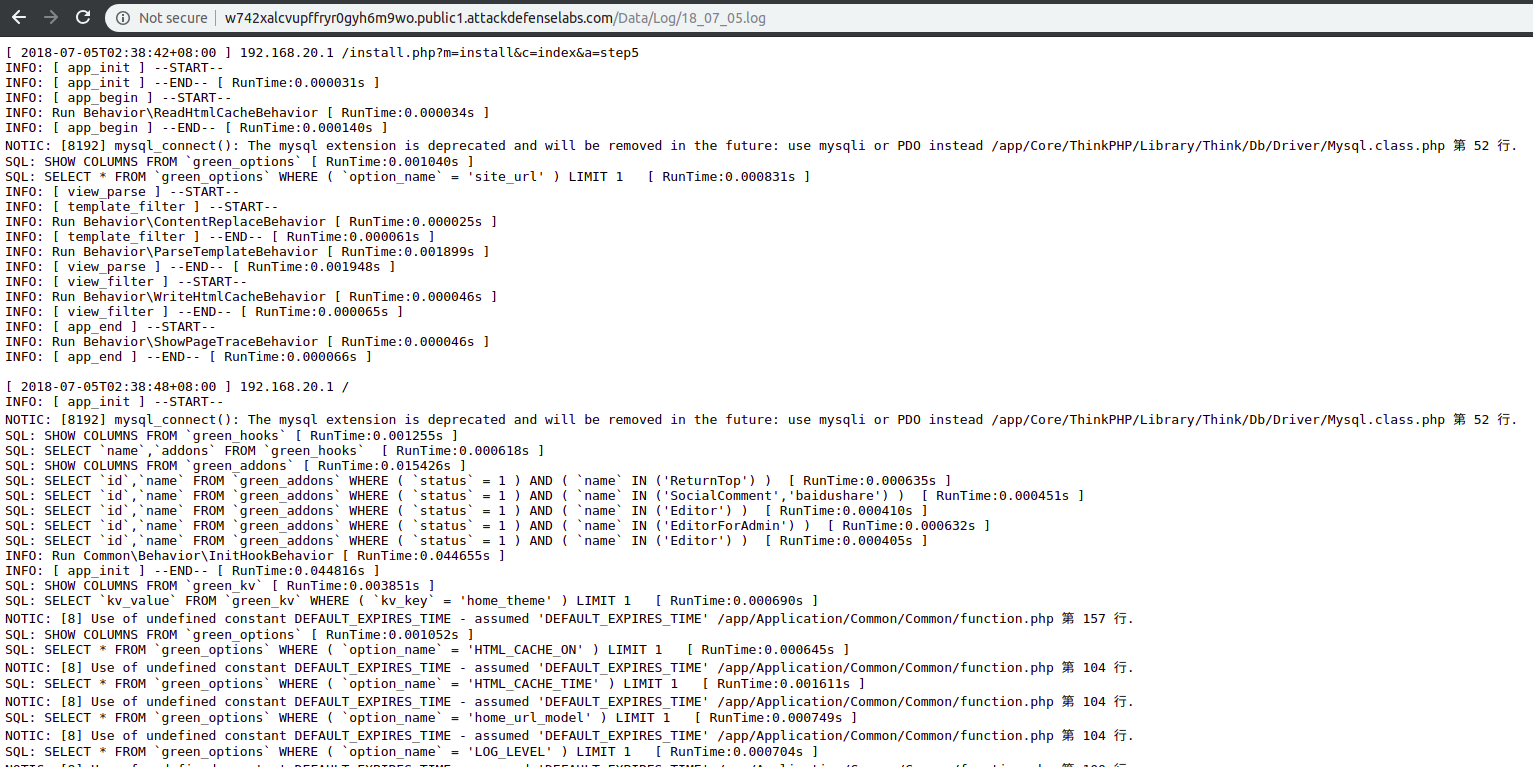 Not secure | w742xalcvupffryr0gyh6m9wo.public1.attackdefenselabs.com/Data/Log/18_07_05.log
[ 2018-07-05T02:38:42+08:00 ] 192.168.20.1 /install.php?m=install&c=index&a=step5
INFO: [ app_init ] --START--
INFO: [ app_init ] --END-- [ RunTime:0.000031s ]
INFO: [ app_begin ] --START--
INFO: Run Behavior\ReadHtmlCacheBehavior [ RunTime:0.000034s ]
INFO: [ app_begin ] --END-- [ RunTime:0.000140s ]
NOTIC: [8192] mysql_connect(): The mysql extension is deprecated and will be removed in the future: use mysqli or PDO instead /app/Core/ThinkPHP/Library/Think/Db/Driver/Mysql.class.php 第 52 行.
SQL: SHOW COLUMNS FROM `green_options` [ RunTime:0.001040s ]
SQL: SELECT * FROM `green_options` WHERE ( `option_name` = 'site_url' ) LIMIT 1   [ RunTime:0.000831s ]
INFO: [ view_parse ] --START--
INFO: [ template_filter ] --START--
INFO: Run Behavior\ContentReplaceBehavior [ RunTime:0.000025s ]
INFO: [ template_filter ] --END-- [ RunTime:0.000061s ]
INFO: Run Behavior\ParseTemplateBehavior [ RunTime:0.001899s ]
INFO: [ view_parse ] --END-- [ RunTime:0.001948s ]
INFO: [ view_filter ] --START--
INFO: Run Behavior\WriteHtmlCacheBehavior [ RunTime:0.000046s ]
INFO: [ view_filter ] --END-- [ RunTime:0.000065s ]
INFO: [ app_end ] --START--
INFO: Run Behavior\ShowPageTraceBehavior [ RunTime:0.000046s ]
INFO: [ app_end ] --END-- [ RunTime:0.000066s ]
[ 2018-07-05T02:38:48+08:00 ] 192.168.20.1 /
INFO: [ app_init ] --START--
NOTIC: [8192] mysql_connect(): The mysql extension is deprecated and will be removed in the future: use mysqli or PDO instead /app/Core/ThinkPHP/Library/Think/Db/Driver/Mysql.class.php 第 52 行.
SQL: SHOW COLUMNS FROM `green_hooks` [ RunTime:0.001255s ]
SQL: SELECT `name`,`addons` FROM `green_hooks`  [ RunTime:0.000618s ]
SQL: SHOW COLUMNS FROM `green_addons` [ RunTime:0.015426s ]
SQL: SELECT `id`,`name` FROM `green_addons` WHERE ( `status` = 1 ) AND ( `name` IN ('ReturnTop') )  [ RunTime:0.000635s ]
SQL: SELECT `id`,`name` FROM `green_addons` WHERE ( `status` = 1 ) AND ( `name` IN ('SocialComment','baidushare') )  [ RunTime:0.000451s ]
SQL: SELECT `id`,`name` FROM `green_addons` WHERE ( `status` = 1 ) AND ( `name` IN ('Editor') )  [ RunTime:0.000410s ]
SQL: SELECT `id`,`name` FROM `green_addons` WHERE ( `status` = 1 ) AND ( `name` IN ('EditorForAdmin') )  [ RunTime:0.000632s ]
SQL: SELECT `id`,`name` FROM `green_addons` WHERE ( `status` = 1 ) AND ( `name` IN ('Editor') )  [ RunTime:0.000405s ]
INFO: Run Common\Behavior\InitHookBehavior [ RunTime:0.044655s ]
INFO: [ app_init ] --END-- [ RunTime:0.044816s ]
SQL: SHOW COLUMNS FROM `green_kv` [ RunTime:0.003851s ]
SQL: SELECT `kv_value` FROM `green_kv` WHERE ( `kv_key` = 'home_theme' ) LIMIT 1   [ RunTime:0.000690s ]
NOTIC: [8] Use of undefined constant DEFAULT_EXPIRES_TIME - assumed 'DEFAULT_EXPIRES_TIME' /app/Application/Common/Common/function.php 第 157 行.
SQL: SHOW COLUMNS FROM `green_options` [ RunTime:0.001052s ]
SQL: SELECT * FROM `green_options` WHERE ( `option_name` = 'HTML_CACHE_ON' ) LIMIT 1   [ RunTime:0.000645s ]
NOTIC: [8] Use of undefined constant DEFAULT_EXPIRES_TIME - assumed 'DEFAULT_EXPIRES_TIME' /app/Application/Common/Common/function.php 第 104 行.
SQL: SELECT * FROM `green_options` WHERE ( `option_name` = 'HTML_CACHE_TIME' ) LIMIT 1   [ RunTime:0.001611s ]
NOTIC: [8] Use of undefined constant DEFAULT_EXPIRES_TIME - assumed 'DEFAULT_EXPIRES_TIME' /app/Application/Common/Common/function.php 第 104 行.
SQL: SELECT * FROM `green_options` WHERE ( `option_name` = 'home_url_model' ) LIMIT 1   [ RunTime:0.000749s ]
NOTIC: [8] Use of undefined constant DEFAULT_EXPIRES_TIME - assumed 'DEFAULT_EXPIRES_TIME' /app/Application/Common/Common/function.php 第 104 行.
SQL: SELECT * FROM `green_options` WHERE ( `option_name` = 'LOG_LEVEL' ) LIMIT 1   [ RunTime:0.000704s ]